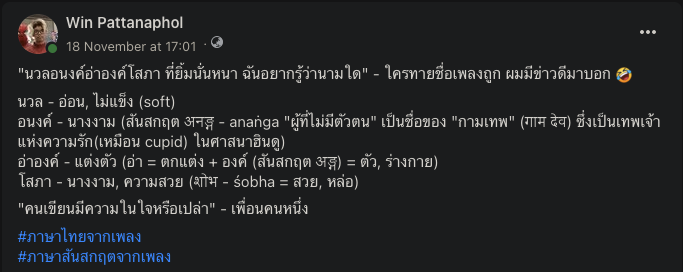 Win Pattanaphol
18 November at 17:01 ·
"นวลอนงค์อ่าองค์โสภา ที่ยิ้มนั่นหนา ฉันอยากรู้ว่านามใด" - ใครทายชื่อเพลงถูก ผมมีข่าวดีมาบอก 🤣
นวล - อ่อน, ไม่แข็ง (soft)
อนงค์ - นางงาม (สันสกฤต अनङ्ग - anaṅga "ผู้ที่ไม่มีตัวตน" เป็นชื่อของ "กามเทพ" (गाम देव) ซึ่งเป็นเทพเจ้า
แห่งความรัก(เหมือน cupid) ในศาสนาฮินดู)
อ่าองค์ - แต่งตัว (อ่า = ตกแต่ง + องค์ (สันสกฤต अङ्ग) = ตัว, ร่างกาย)
โสภา - นางงาม, ความสวย (शोभ - śobha = สวย, หล่อ)
"คนเขียนมีความในใจหรือเปล่า" - เพื่อนคนหนึ่ง
#ภาษาไทยจากเพลง
#ภาษาสันสกฤตจากเพลง